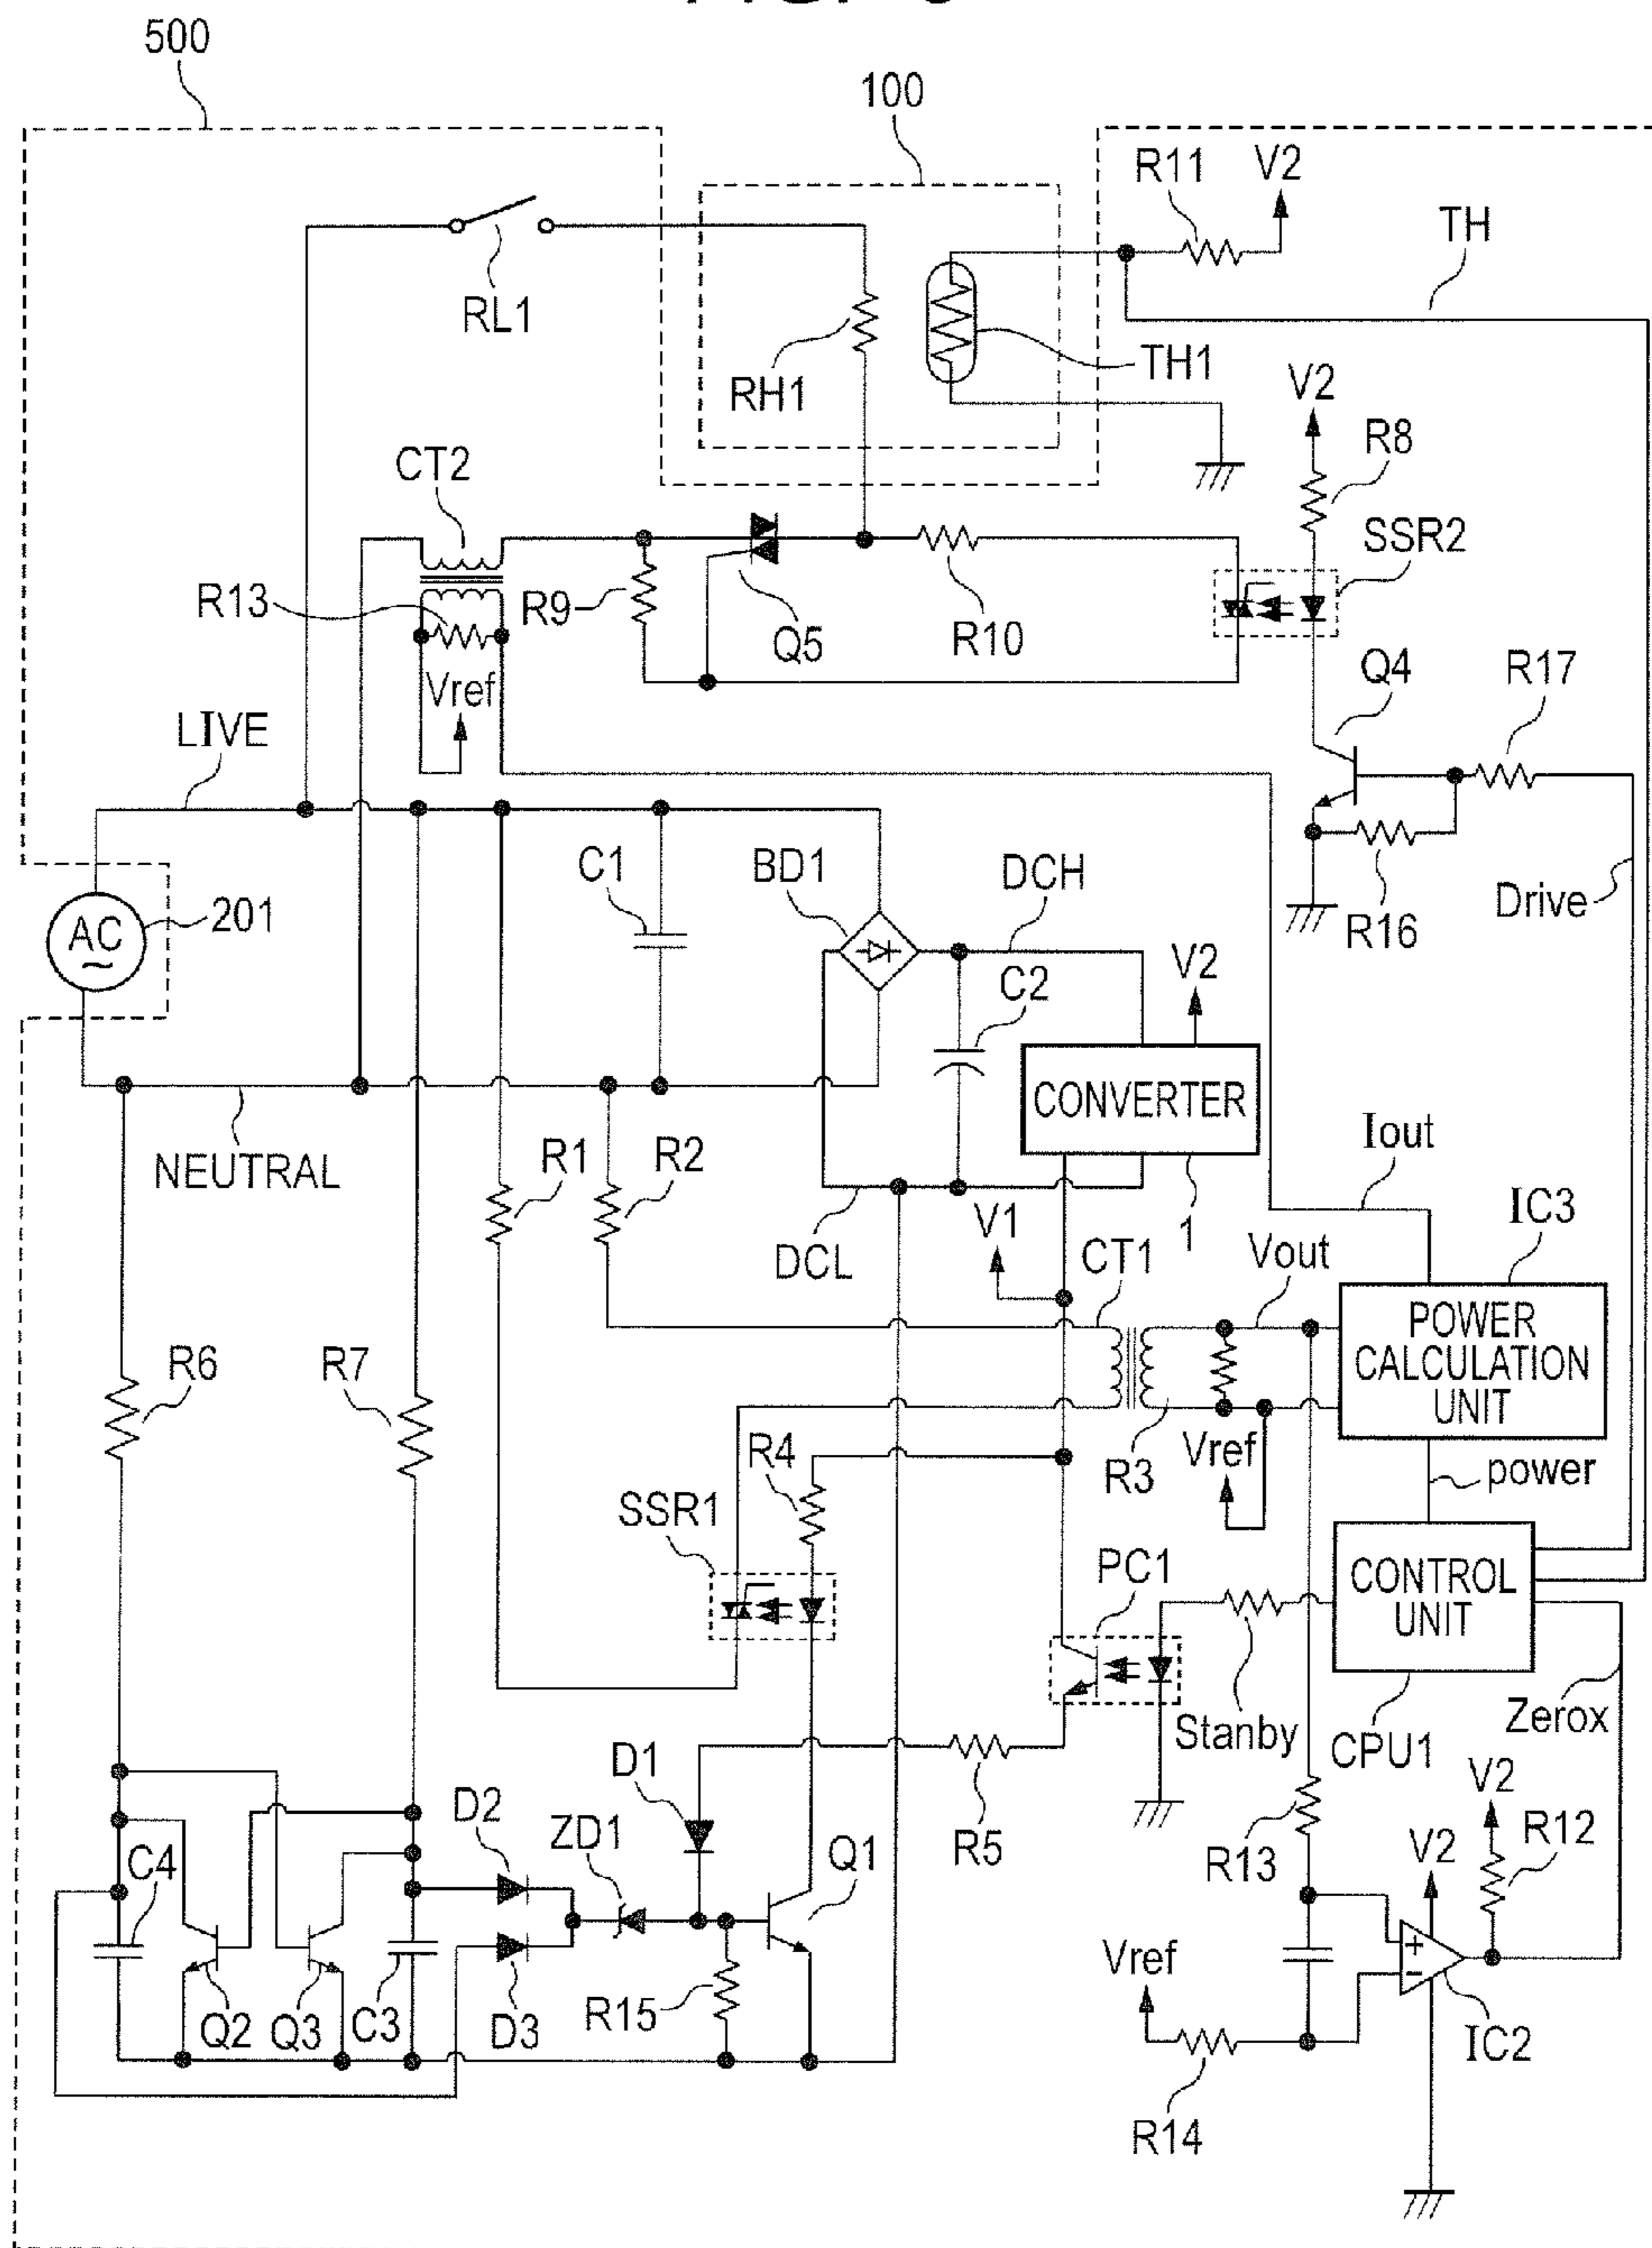 500
100
R11
V2
TH
RL1
RH1
TH1
V2
R8
CT2
SSR2
R13
R9
Q5
R10
Vref
Q4
R17
LIVE
C1
BD1
DCH
AC
201
C2
V2
R16
Drive
CONVERTER
NEUTRAL
R1
R2
Iout
V1
DCL
1
IC3
CT1
Vout
POWER
CALCULATION
UNIT
R6
R7
R4
R3
Vref
power
SSR1
PC1
CONTROL
UNIT
Stanby
CPU1
Zerox
D1
V2
D2
ZD1
R5
R13
V2
R12
C4
Q1
Vref
Q2
Q3
C3
D3
R15
IC2
R14